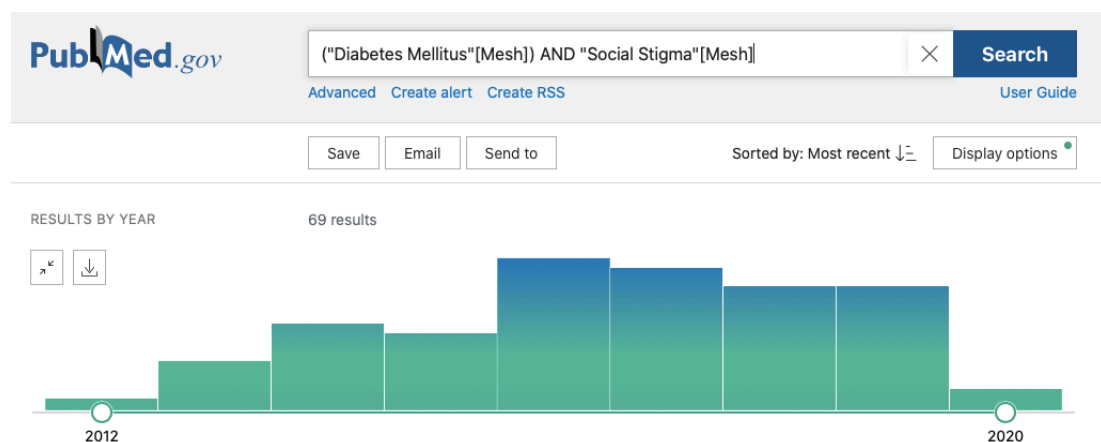 PubMed.gov
("Diabetes Mellitus"[Mesh]) AND "Social Stigma"[Mesh]
Search
Advanced Create alert Create RSS
User Guide
Save Email Send to
Sorted by: Most recent
Display options
RESULTS BY YEAR
69 results
2012
2020